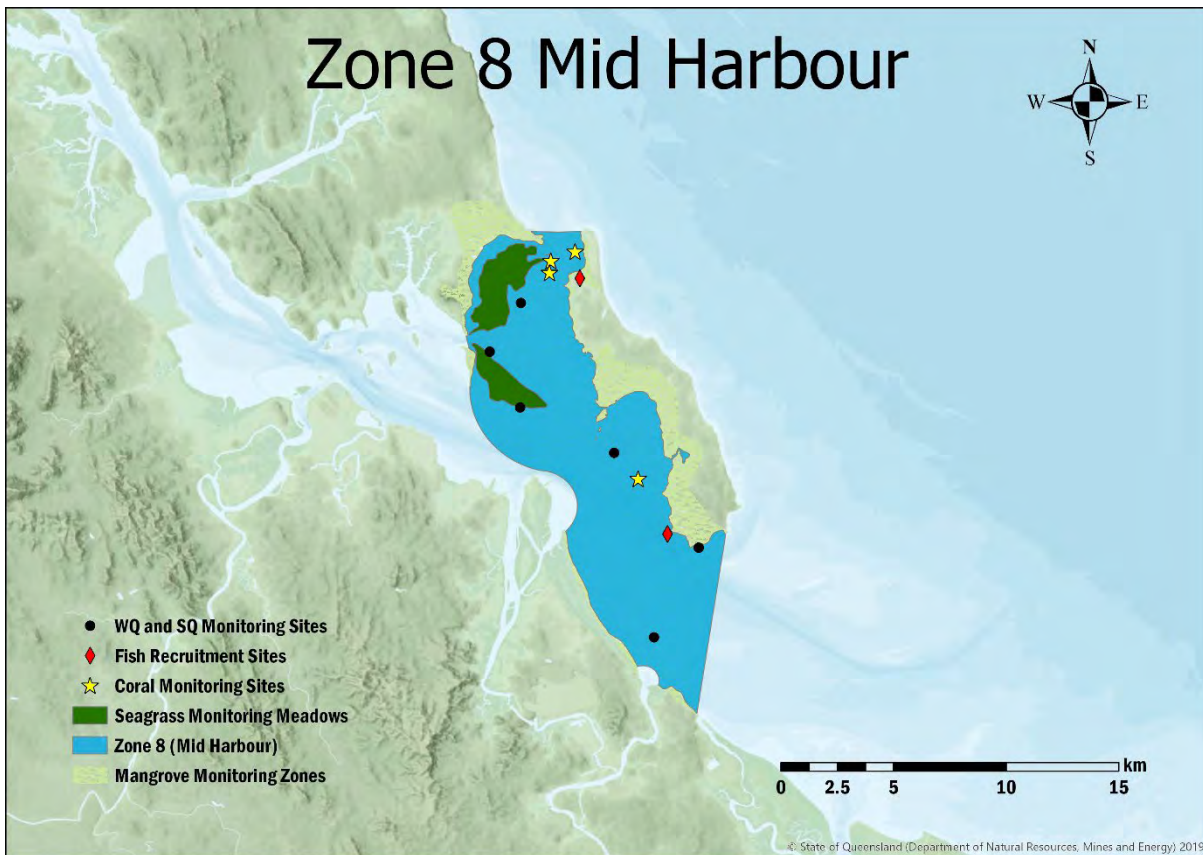 Zone 8 Mid Harbour
N
W E
S
WQ and SQ Monitoring Sites
Fish Recruitment Sites
Coral Monitoring Sites
Seagrass Monitoring Meadows
Zone 8 (Mid Harbour)
Mangrove Monitoring Zones
km
0 2.5 5 10 15
© State of Queensland (Department of Natural Resources, Mines and Energy) 2019